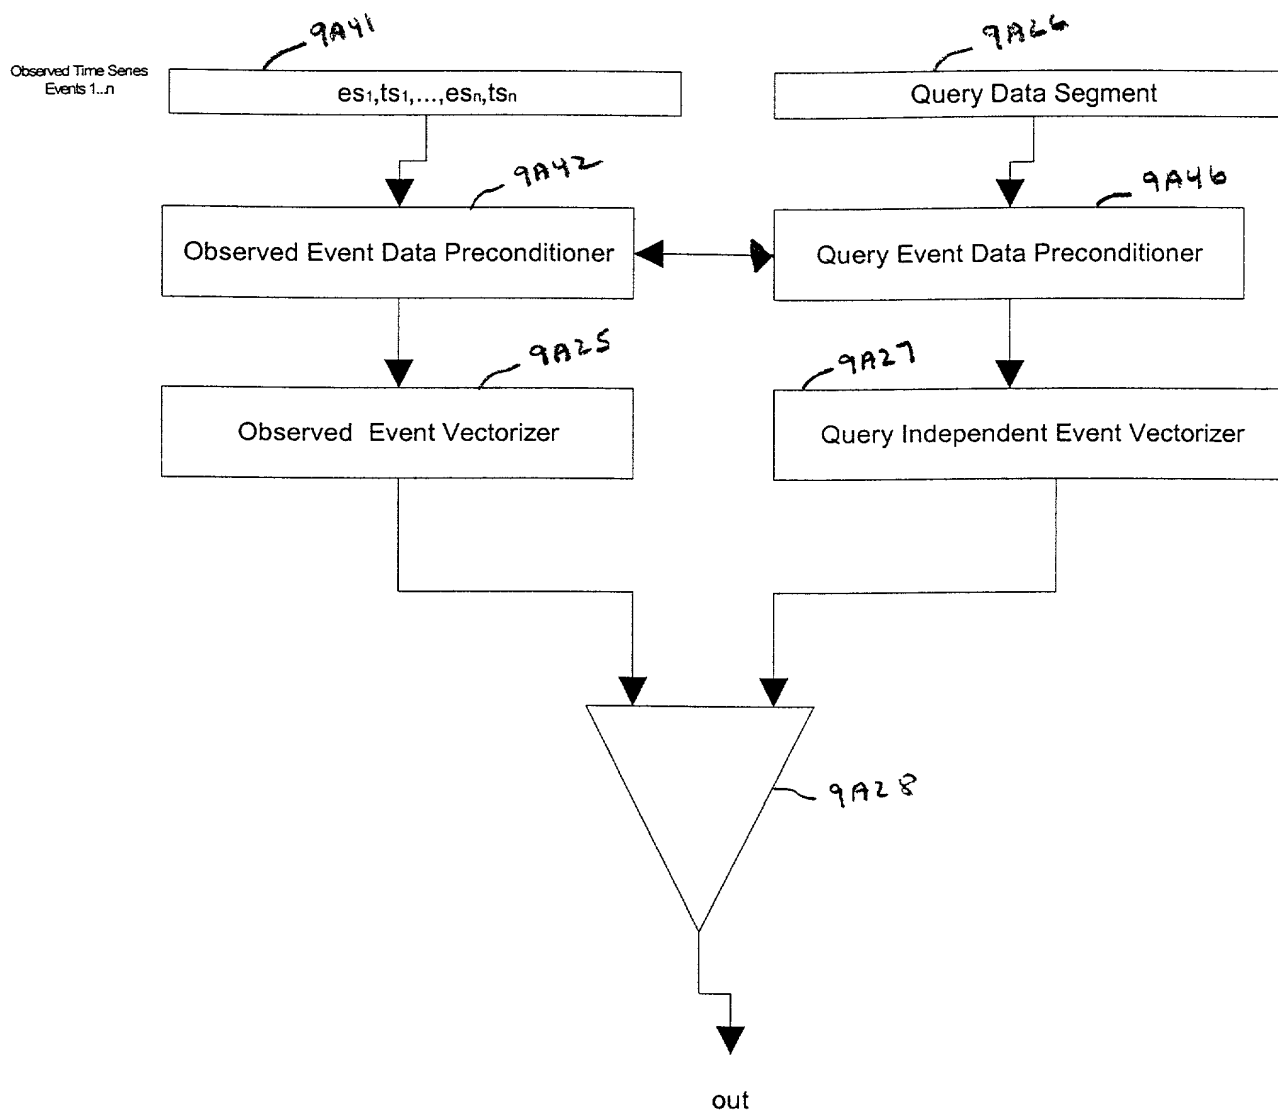 9A41
9A26
Observed Time Series
Events 1...n
es₁,ts₁,...,esₙ,tsₙ
Query Data Segment
9A42
9A46
Observed Event Data Preconditioner
Query Event Data Preconditioner
9A25
9A27
Observed Event Vectorizer
Query Independent Event Vectorizer
9A28
out